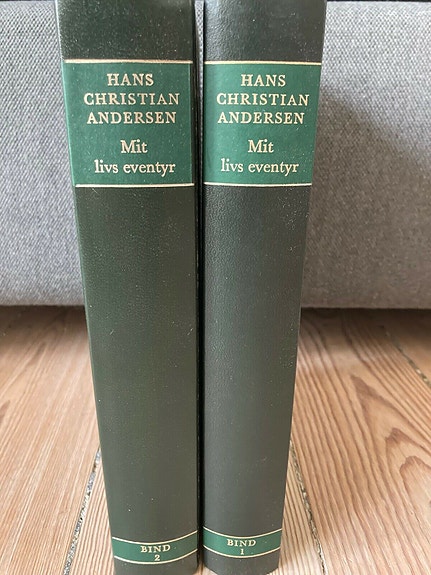 HANS
CHRISTIAN
ANDERSEN
Mit
livs eventyr
BIND
2
HANS
CHRISTIAN
ANDERSEN
Mit
livs eventyr
BIND
1